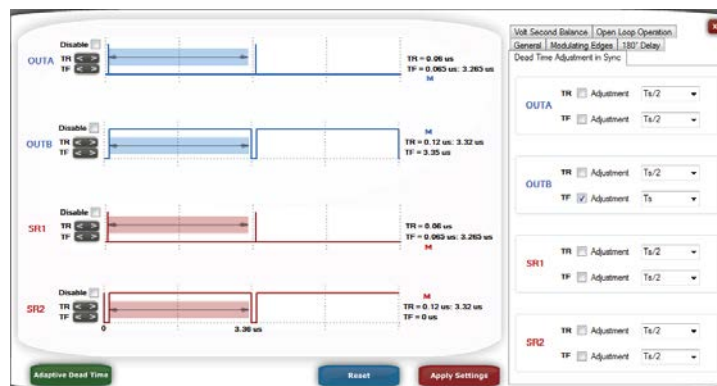 Disable
OUTA
TR < >
TF < >
TR = 0.06 us
TF = 0.065 us: 3.265 us
M
Disable
OUTB
TR < >
TF < >
M
TR = 0.12 us: 3.32 us
TF = 3.35 us
Disable
SR1
TR < >
TF < >
TR = 0.06 us
TF = 0.065 us: 3.265 us
M
Disable
SR2
TR < >
TF < >
M
TR = 0.12 us: 3.32 us
TF = 0 us
0
3.36 us
Adaptive Dead Time
Reset
Apply Settings
Volt Second Balance Open Loop Operation
General Modulating Edges 180° Delay
Dead Time Adjustment in Sync
OUTA
TR Adjustment Ts/2
TF Adjustment Ts/2
OUTB
TR Adjustment Ts/2
TF Adjustment Ts
SR1
TR Adjustment Ts/2
TF Adjustment Ts/2
SR2
TR Adjustment Ts/2
TF Adjustment Ts/2